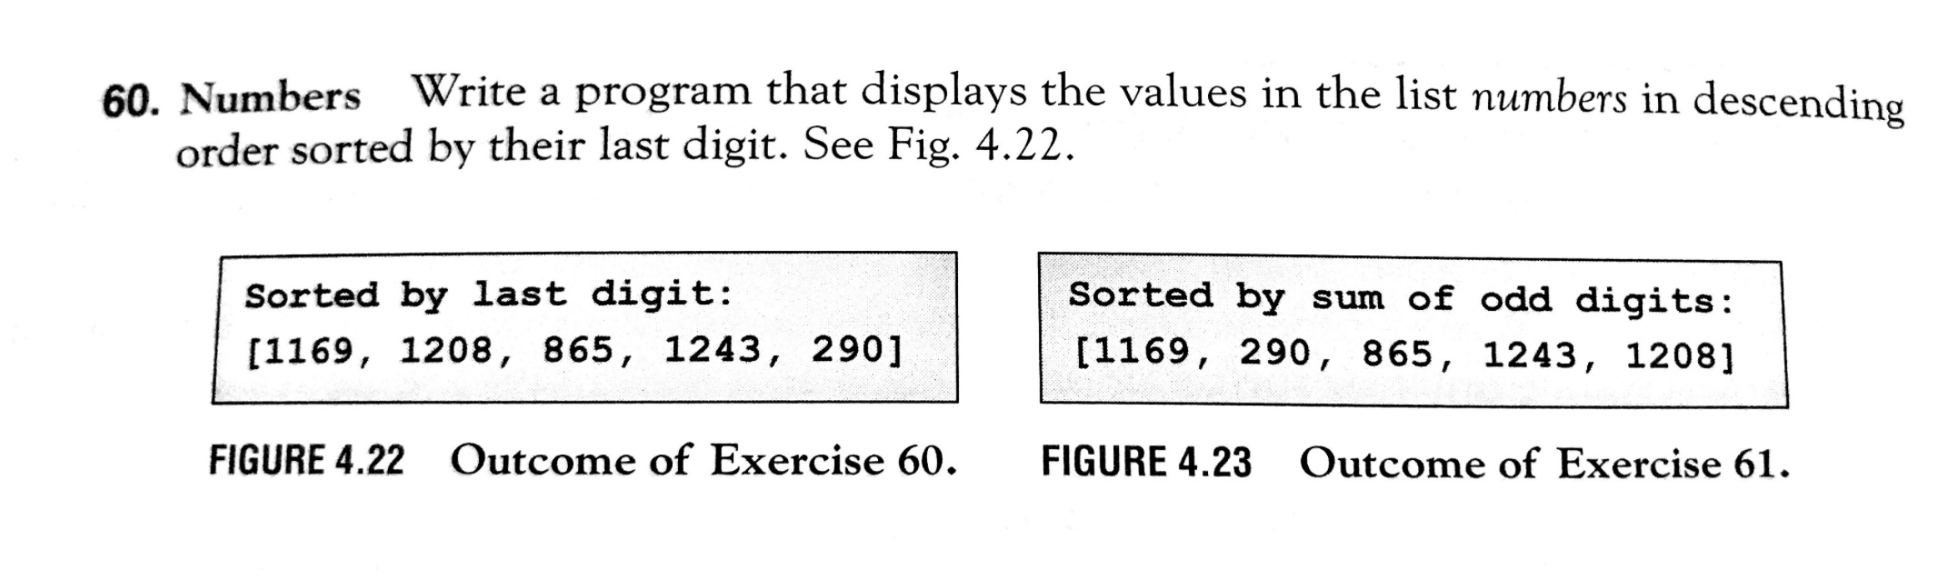 60. Numbers Write a program that displays the values in the list numbers in descending
order sorted by their last digit. See Fig. 4.22.
Sorted by last digit:
[1169, 1208, 865, 1243, 290]
FIGURE 4.22 Outcome of Exercise 60.
Sorted by sum of odd digits:
[1169, 290, 865, 1243, 1208]
FIGURE 4.23 Outcome of Exercise 61.